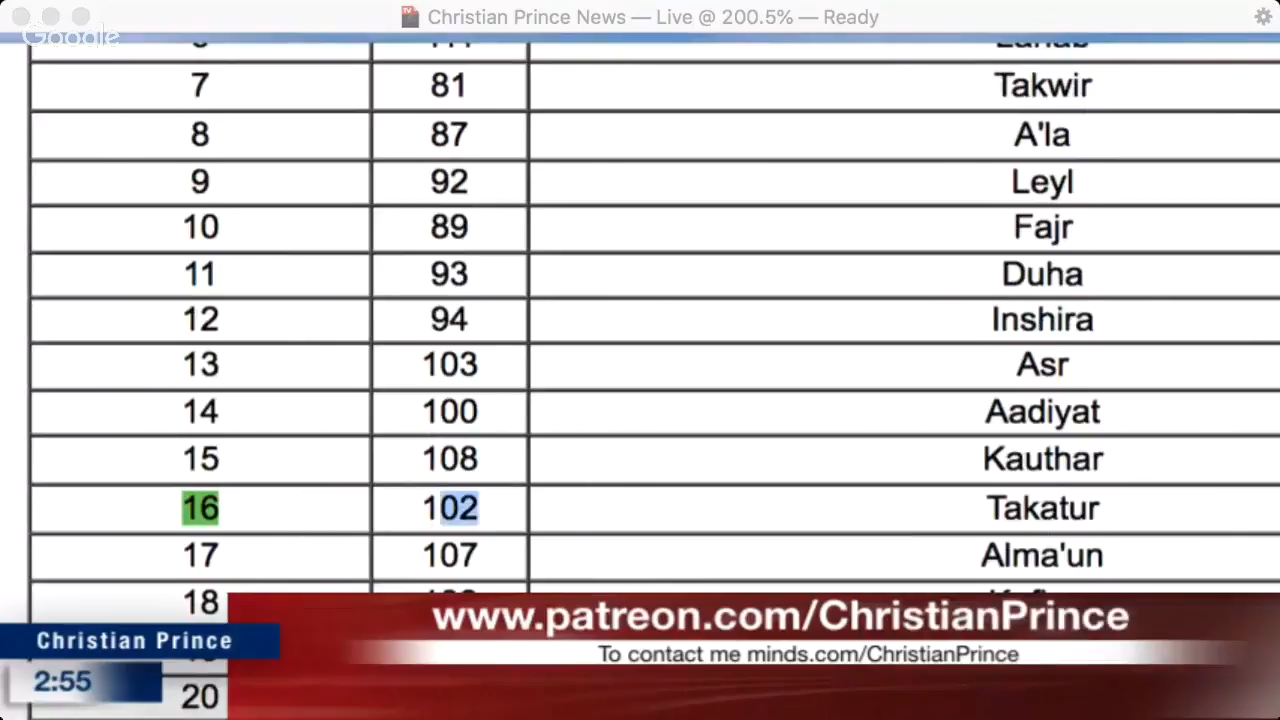 Christian Prince News — Live @ 200.5% — Ready
Google
7 81 Takwir
8 87 A'la
9 92 Leyl
10 89 Fajr
11 93 Duha
12 94 Inshira
13 103 Asr
14 100 Aadiyat
15 108 Kauthar
16 102 Takatur
17 107 Alma'un
18
www.patreon.com/ChristianPrince
Christian Prince
To contact me minds.com/ChristianPrince
2:55
20